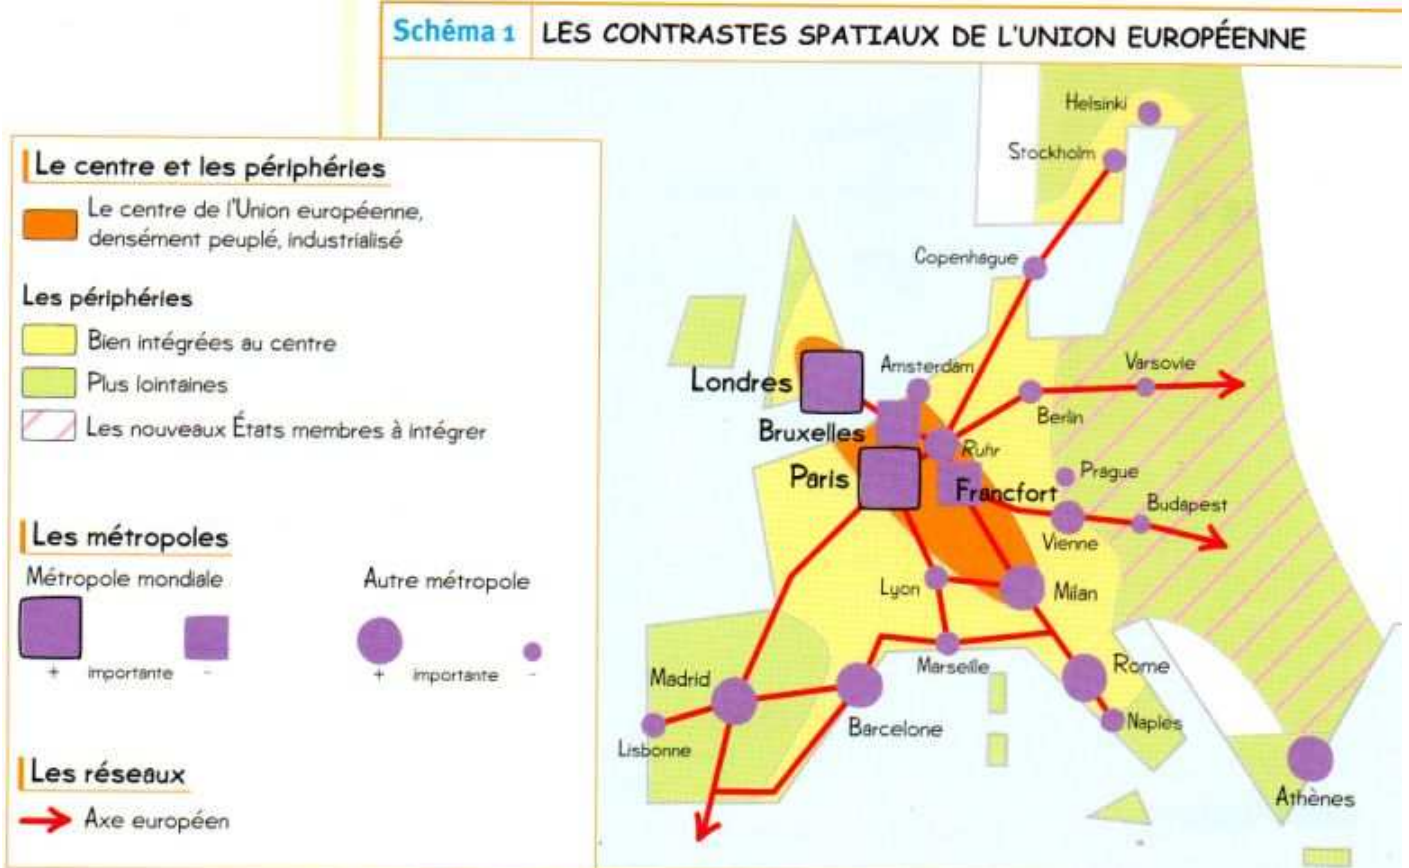 Schéma 1 LES CONTRASTES SPATIAUX DE L'UNION EUROPÉENNE
Le centre et les périphéries
Le centre de l'Union européenne,
densément peuplé, industrialisé
Les périphéries
Bien intégrées au centre
Plus lointaines
Les nouveaux États membres à intégrer
Les métropoles
Métropole mondiale
Autre métropole
+ importante -
+ importante -
Les réseaux
Axe européen
Helsinki
Stockholm
Copenhague
Amsterdam
Varsovie
Londres
Berlin
Bruxelles
Ruhr
Paris
Francfort
Prague
Budapest
Vienne
Lyon
Milan
Madrid
Marseille
Rome
Lisbonne
Barcelone
Naples
Athènes